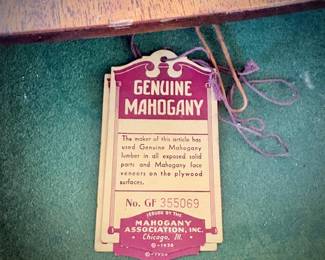 GENUINE
MAHOGANY
The maker of this article has
used Genuine Mahogany
lumber in all exposed solid
parts and Mahogany face
veneers on the plywood
surfaces.
No. GF 355069
ISSUED BY THE
MAHOGANY
ASSOCIATION, INC.
Chicago, Ill.